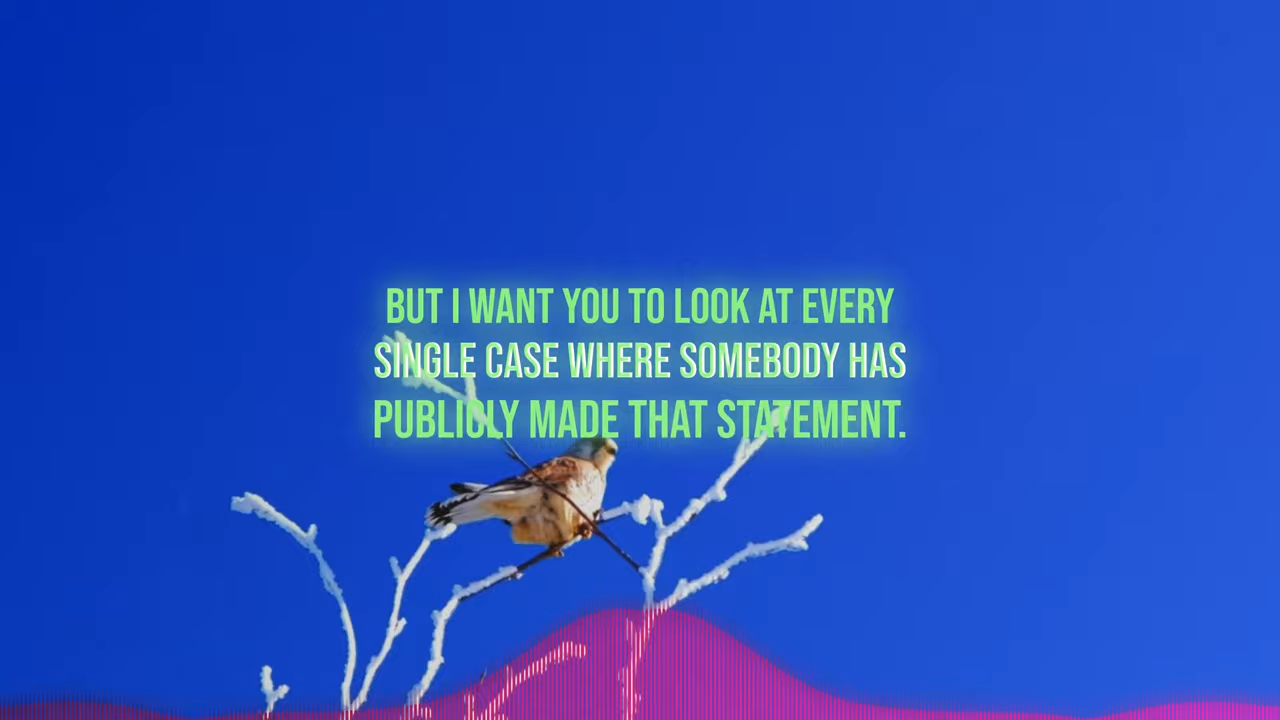 BUT I WANT YOU TO LOOK AT EVERY
SINGLE CASE WHERE SOMEBODY HAS
PUBLICLY MADE THAT STATEMENT.